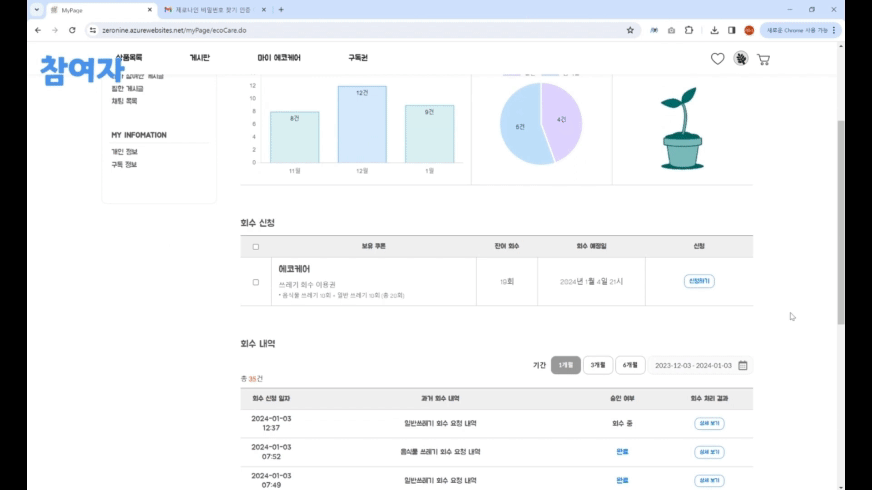 MyPage
제로나인 비밀번호 찾기 인증
zeronine.azurewebsites.net/myPage/ecoCare.do
새로운 Chrome 사용 가능
참여자
상품목록 게시판 마이 에코케어 구독권
찜한 게시글
채팅 목록
MY INFOMATION
개인 정보
구독 정보
12
10
8
6
4
2
0
8건
12건
9건
11월 12월 1월
5건
4건
회수 신청
보유 쿠폰 잔여 회수 회수 예정일 신청
에코케어
쓰레기 회수 이용권
* 음식물 쓰레기 10회 + 일반 쓰레기 10회 (총 20회)
19회
2024년 1월 4일 21시
신청하기
회수 내역
기간 1개월 3개월 6개월 2023-12-03 - 2024-01-03
총 35건
회수 신청 일자 과거 회수 내역 승인 여부 회수 처리 결과
2024-01-03
12:37
일반쓰레기 회수 요청 내역 회수 중 상세 보기
2024-01-03
07:52
음식물 쓰레기 회수 요청 내역 완료 상세 보기
2024-01-03
07:49
일반쓰레기 회수 요청 내역 완료 상세 보기